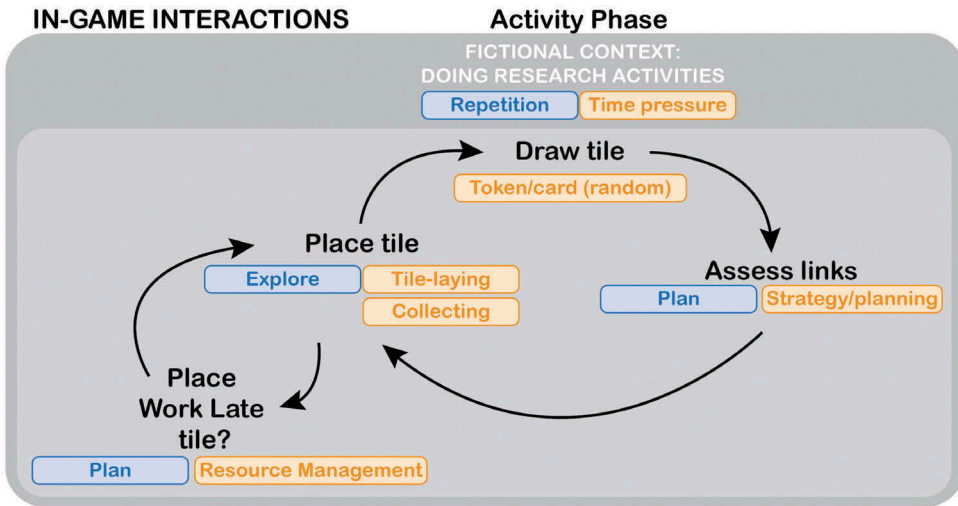 IN-GAME INTERACTIONS
Activity Phase
FICTIONAL CONTEXT:
DOING RESEARCH ACTIVITIES
Repetition
Time pressure
Draw tile
Token/card (random)
Place tile
Explore
Tile-laying
Collecting
Assess links
Plan
Strategy/planning
Place
Work Late
tile?
Plan
Resource Management